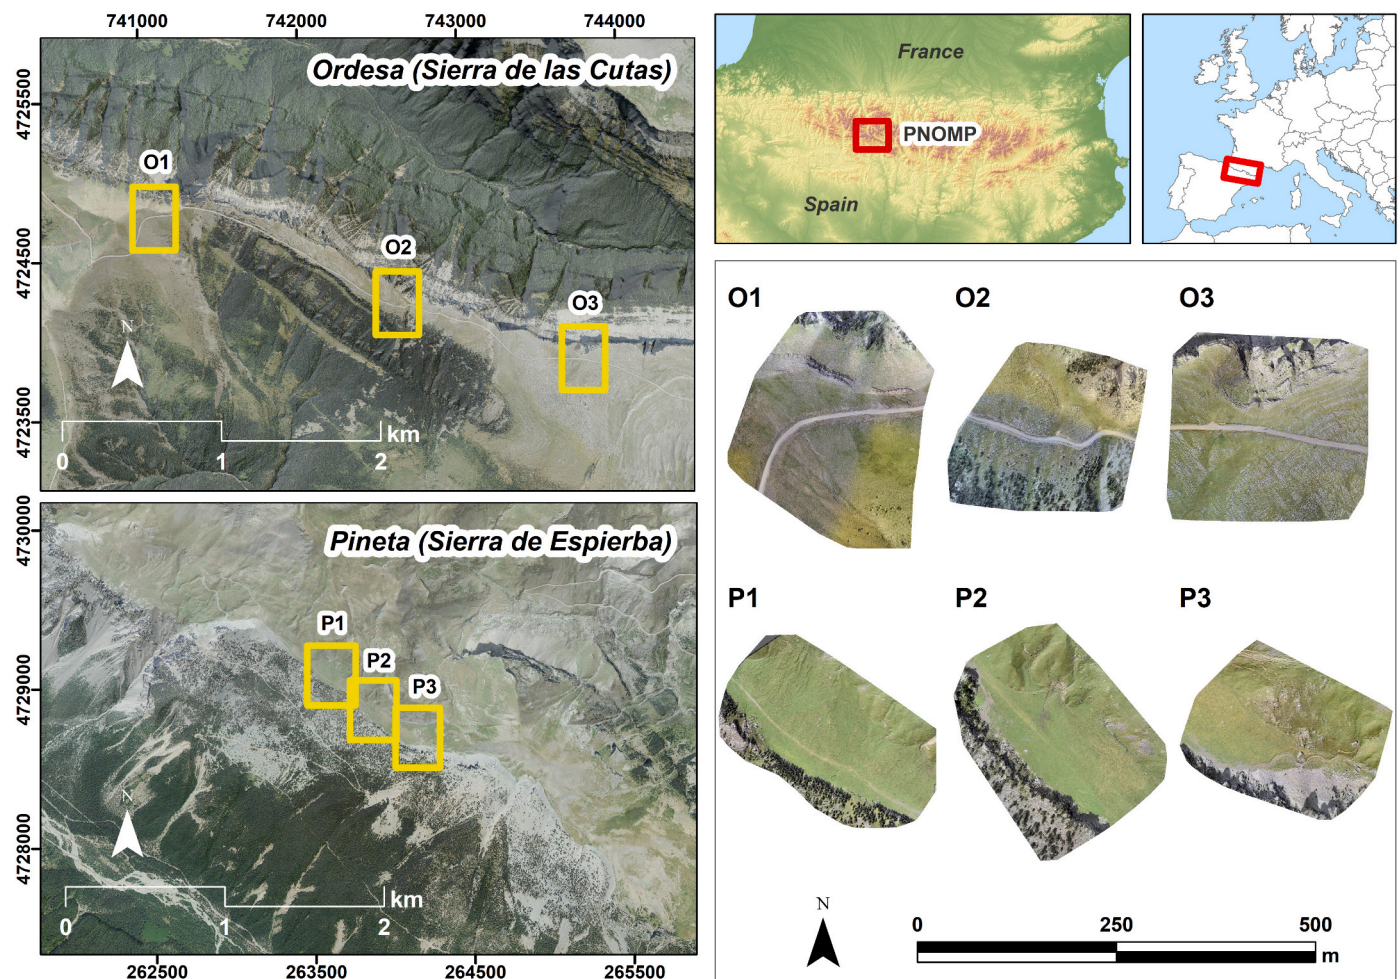 741000 742000 743000 744000
Ordesa (Sierra de las Cutas)
4725500
4724500
4723500
O1
O2
O3
N
km
0 1 2
Pineta (Sierra de Espierba)
4730000
4729000
4728000
P1
P2
P3
N
km
0 1 2
262500 263500 264500 265500
France
PNOMP
Spain
O1 O2 O3
P1 P2 P3
N
0 250 500
m